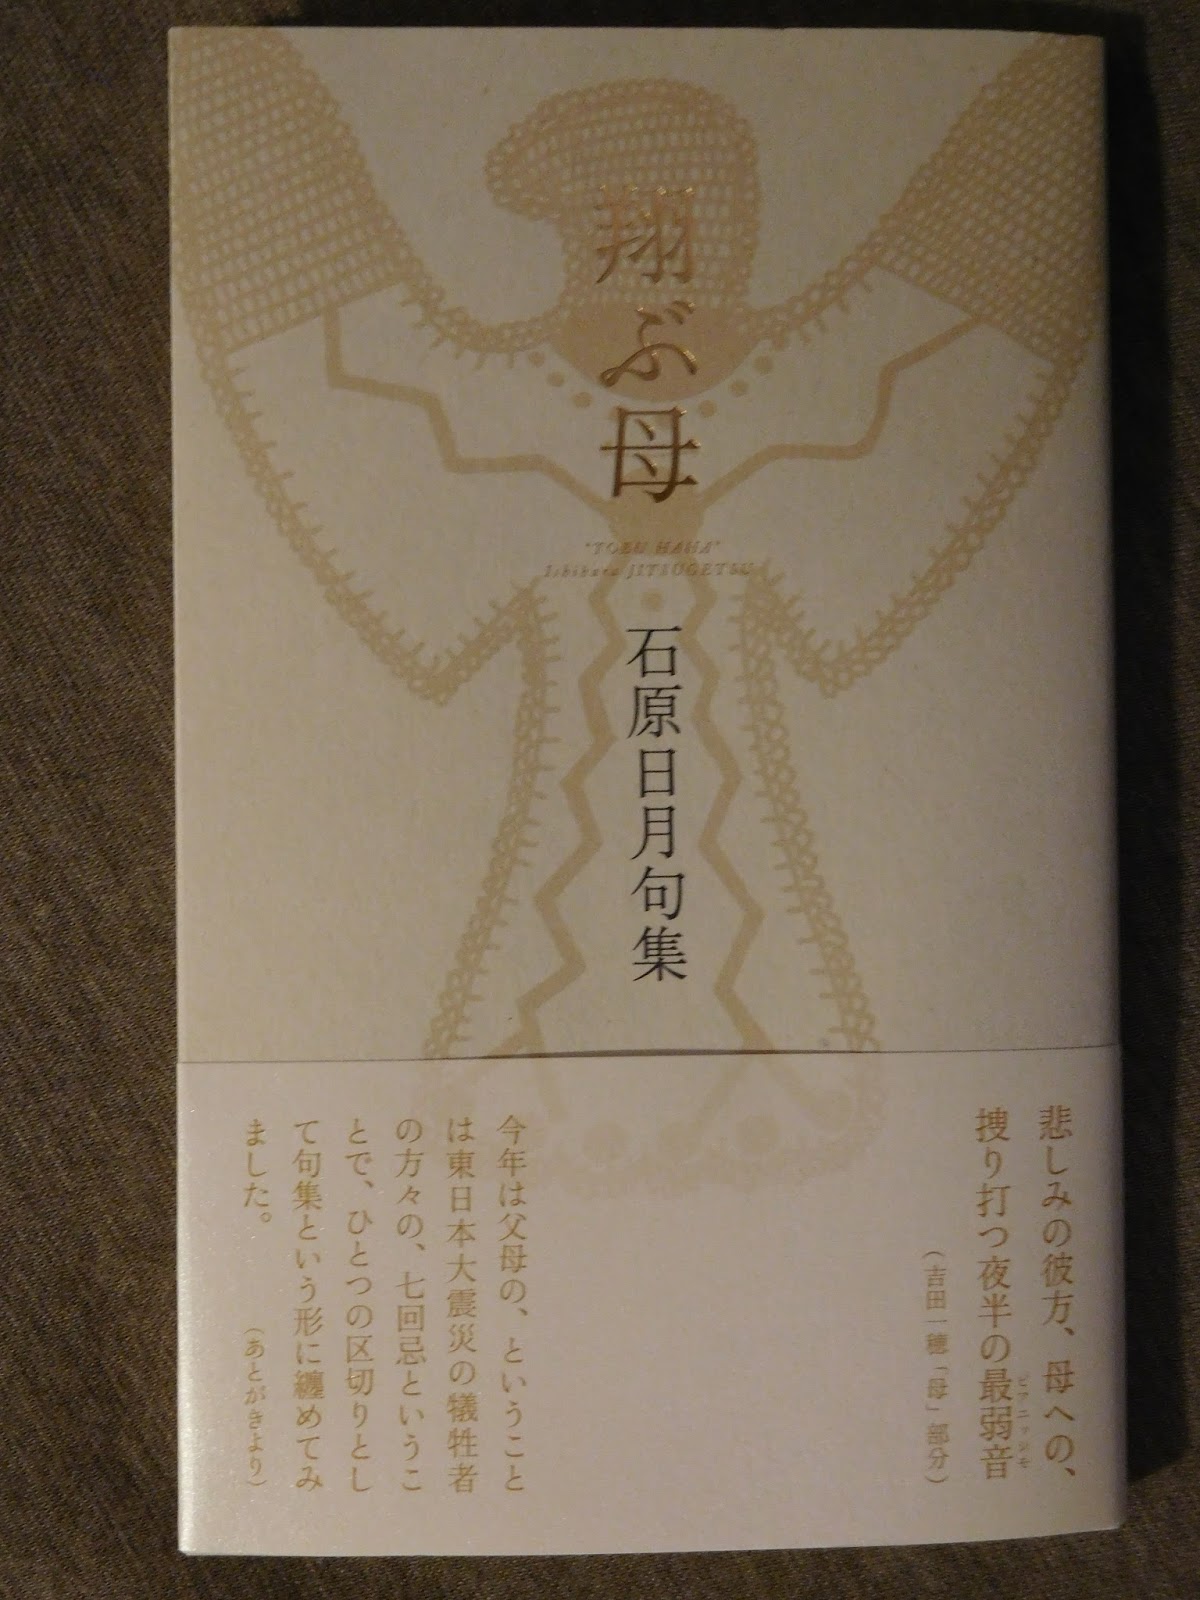 翔ぶ母
"TOBU HAHA"
Ishihara JITSUGETSU
石原日月句集
悲しみの彼方、母への、
捜り打つ夜半の最弱音
ピアニッシモ
（吉田一穂「母」部分）
今年は父母の、ということ
は東日本大震災の犠牲者
の方々の、七回忌というこ
とで、ひとつの区切りとし
て句集という形に纏めてみ
ました。
（あとがきより）